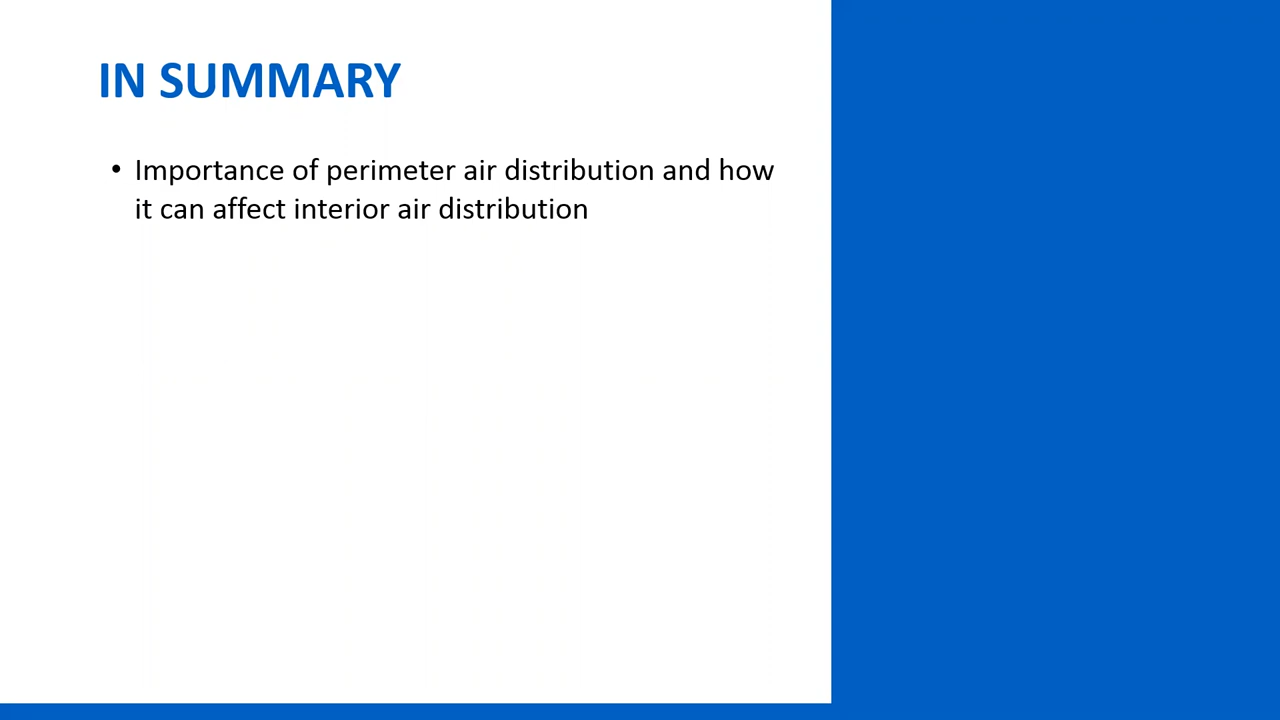 IN SUMMARY
• Importance of perimeter air distribution and how
it can affect interior air distribution